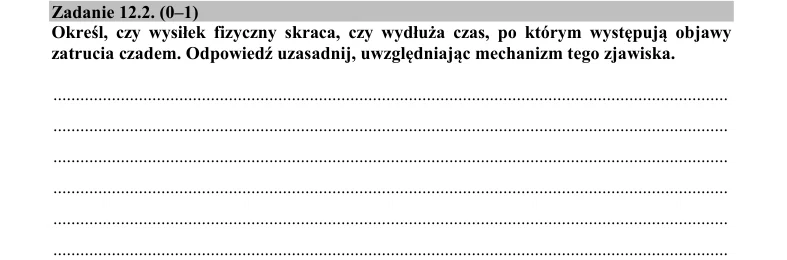 Zadanie 12.2. (0–1)
Określ, czy wysiłek fizyczny skraca, czy wydłuża czas, po którym występują objawy
zatrucia czadem. Odpowiedź uzasadnij, uwzględniając mechanizm tego zjawiska.